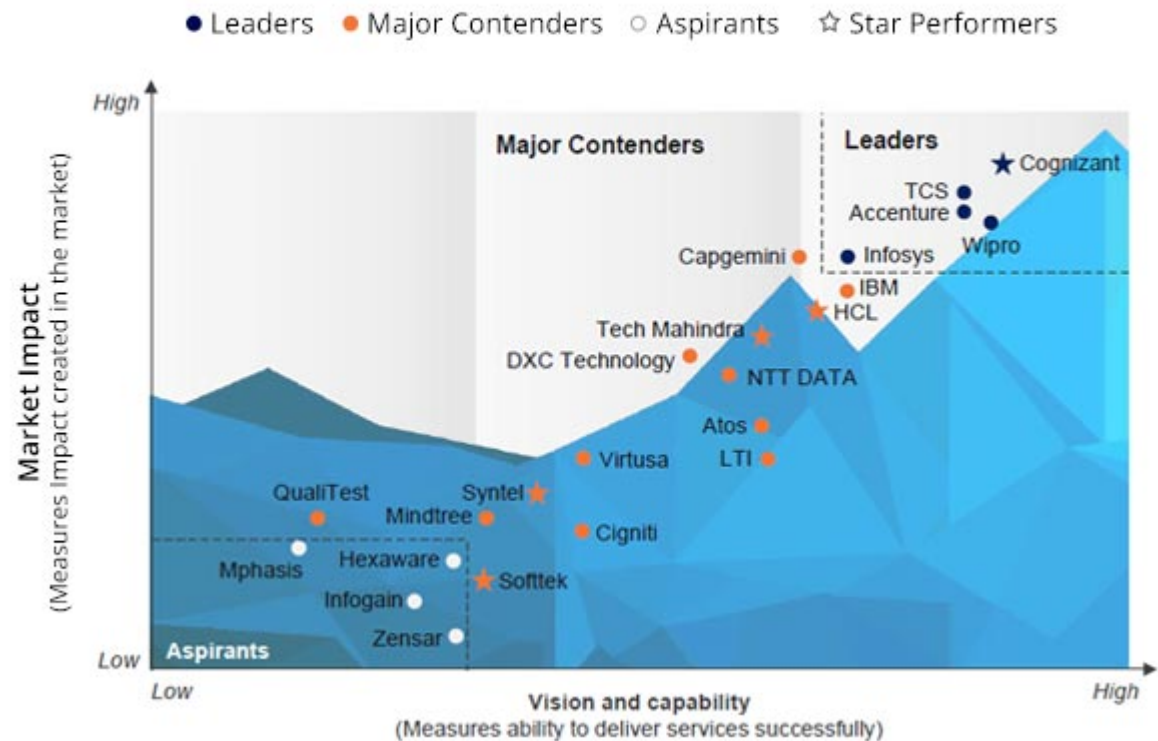 Leaders Major Contenders Aspirants Star Performers
High
Major Contenders
Leaders
Cognizant
TCS
Accenture
Wipro
Capgemini
Infosys
IBM
HCL
Tech Mahindra
DXC Technology
NTT DATA
Atos
Virtusa
LTI
QualiTest
Syntel
Mindtree
Cigniti
Mphasis
Hexaware
Softtek
Infogain
Zensar
Aspirants
Market Impact
(Measures Impact created in the market)
Low
Low
High
Vision and capability
(Measures ability to deliver services successfully)